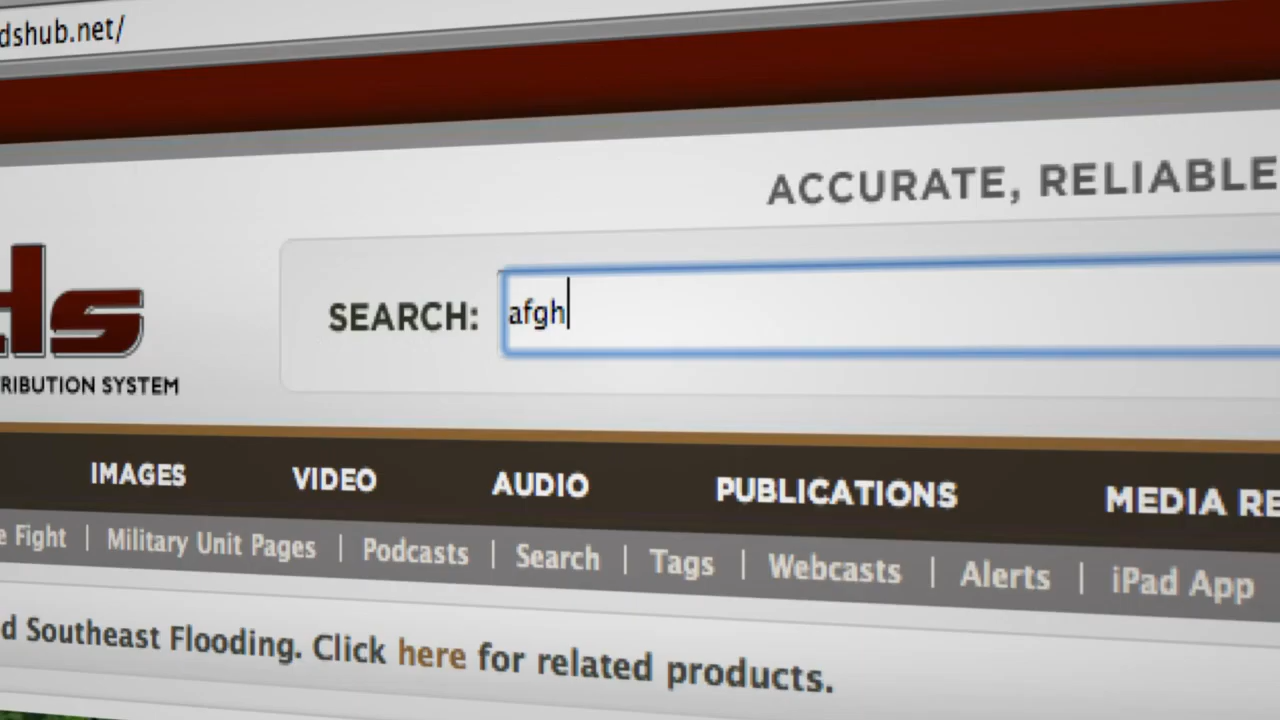 dshub.net/
ACCURATE, RELIABLE
ds
SEARCH: afgh
RIBUTION SYSTEM
IMAGES VIDEO AUDIO PUBLICATIONS MEDIA RE
e Fight | Military Unit Pages | Podcasts | Search | Tags | Webcasts | Alerts | iPad App
d Southeast Flooding. Click here for related products.